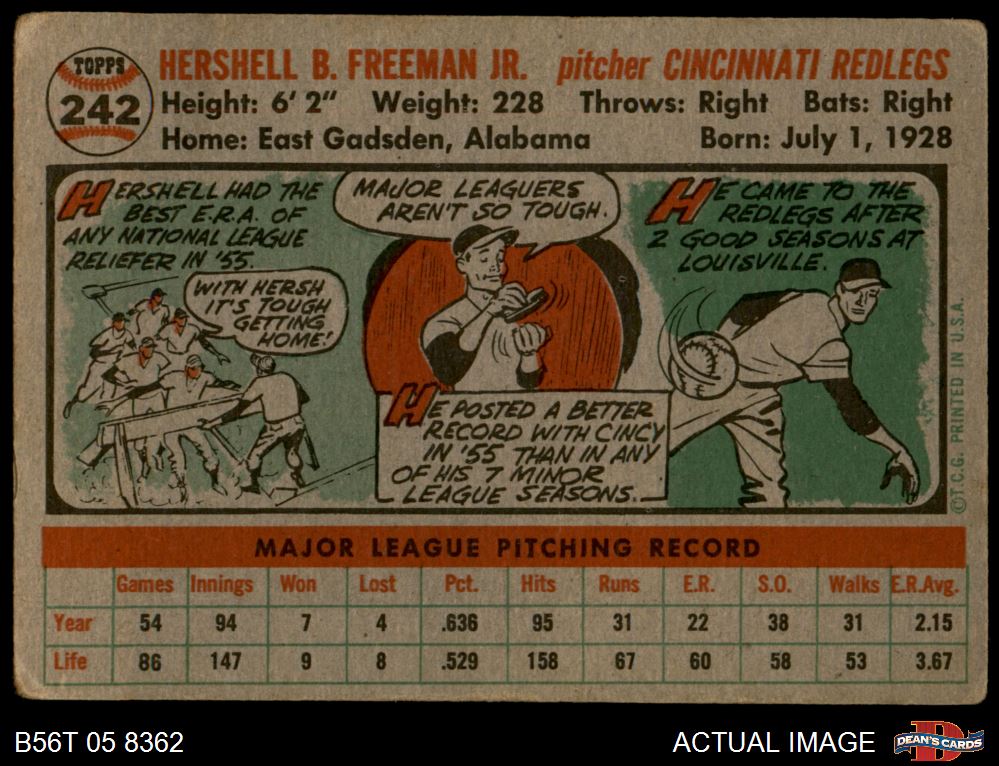 TOPPS
242
HERSHELL B. FREEMAN JR. pitcher CINCINNATI REDLEGS
Height: 6' 2" Weight: 228 Throws: Right Bats: Right
Home: East Gadsden, Alabama Born: July 1, 1928
HERSHELL HAD THE
BEST E.R.A. OF
ANY NATIONAL LEAGUE
RELIEFER IN '55.
WITH HERSH
IT'S TOUGH
GETTING
HOME!
MAJOR LEAGUERS
AREN'T SO TOUGH.
HE POSTED A BETTER
RECORD WITH CINCY
IN '55 THAN IN ANY
OF HIS 7 MINOR
LEAGUE SEASONS.
HE CAME TO THE
REDLEGS AFTER
2 GOOD SEASONS AT
LOUISVILLE.
©T.C.G. PRINTED IN U.S.A.
MAJOR LEAGUE PITCHING RECORD
Games Innings Won Lost Pct. Hits Runs E.R. S.O. Walks E.R.Avg.
Year 54 94 7 4 .636 95 31 22 38 31 2.15
Life 86 147 9 8 .529 158 67 60 58 53 3.67
B56T 05 8362 ACTUAL IMAGE DEAN'S CARDS